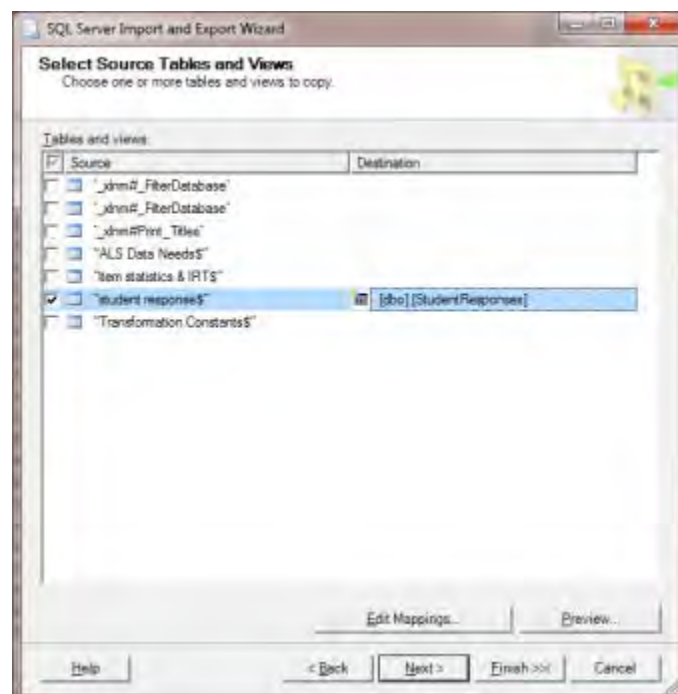 SQL Server Import and Export Wizard
Select Source Tables and Views
Choose one or more tables and views to copy.
Tables and views:
Source Destination
'_xlnm#_FilterDatabase'
'_xlnm#_FilterDatabase'
'_xlnm#Print_Titles'
'ALS Data Needs$'
'Item statistics & IRT$'
'student response$' [dbo].[StudentResponses]
'Transformation Constants$'
Edit Mappings... Preview...
Help < Back Next > Finish >>| Cancel